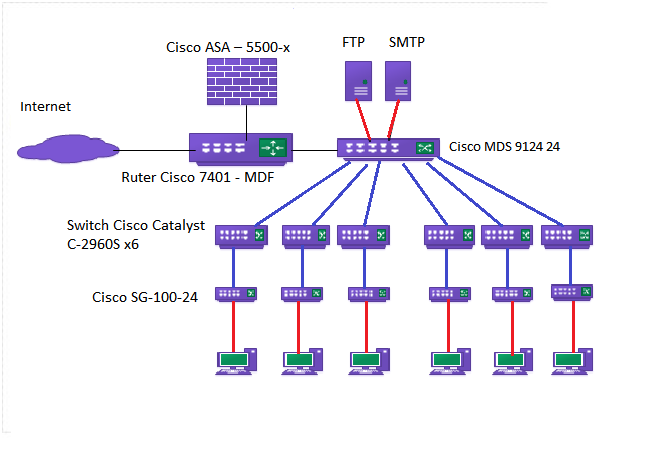 Cisco ASA – 5500-x
FTP
SMTP
Internet
Cisco MDS 9124 24
Ruter Cisco 7401 - MDF
Switch Cisco Catalyst
C-2960S x6
Cisco SG-100-24